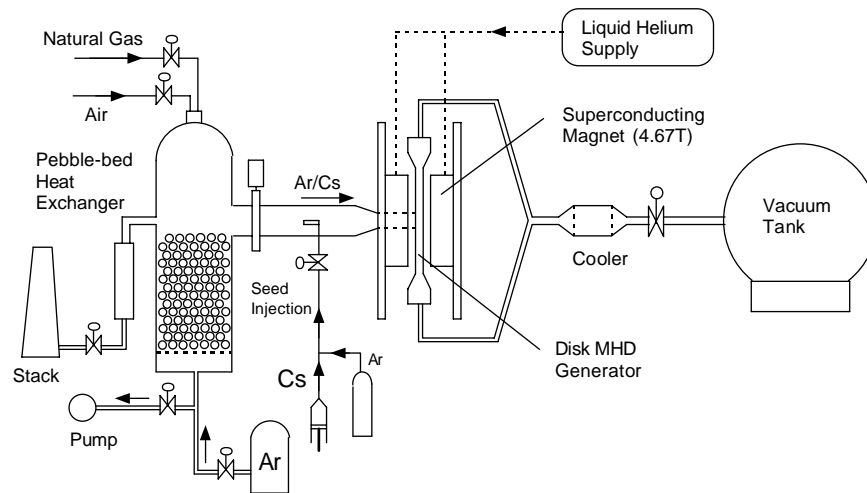 Natural Gas
Air
Pebble-bed
Heat
Exchanger
Stack
Pump
Ar
Ar/Cs
Seed
Injection
Cs
Ar
Liquid Helium
Supply
Superconducting
Magnet (4.67T)
Cooler
Disk MHD
Generator
Vacuum
Tank